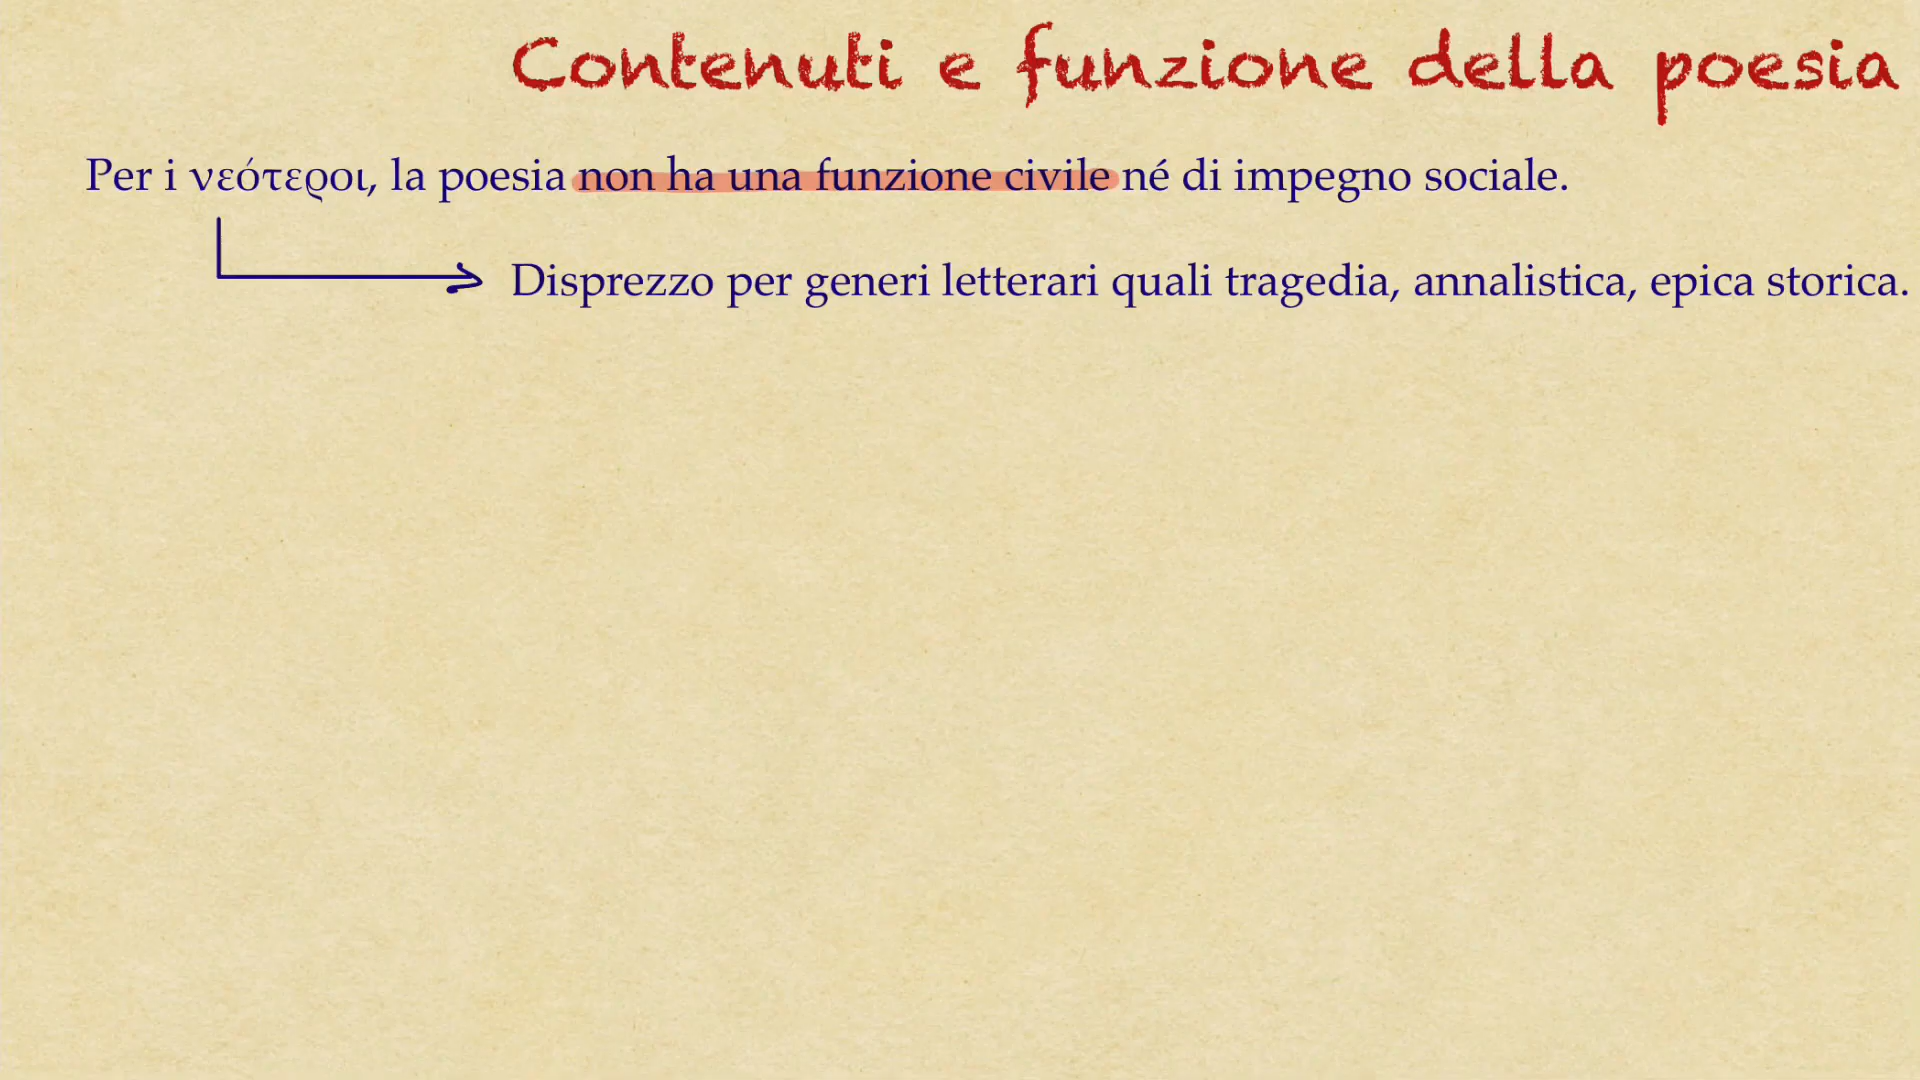 Contenuti e funzione della poesia
Per i νεότεροι, la poesia non ha una funzione civile né di impegno sociale.
Disprezzo per generi letterari quali tragedia, annalistica, epica storica.